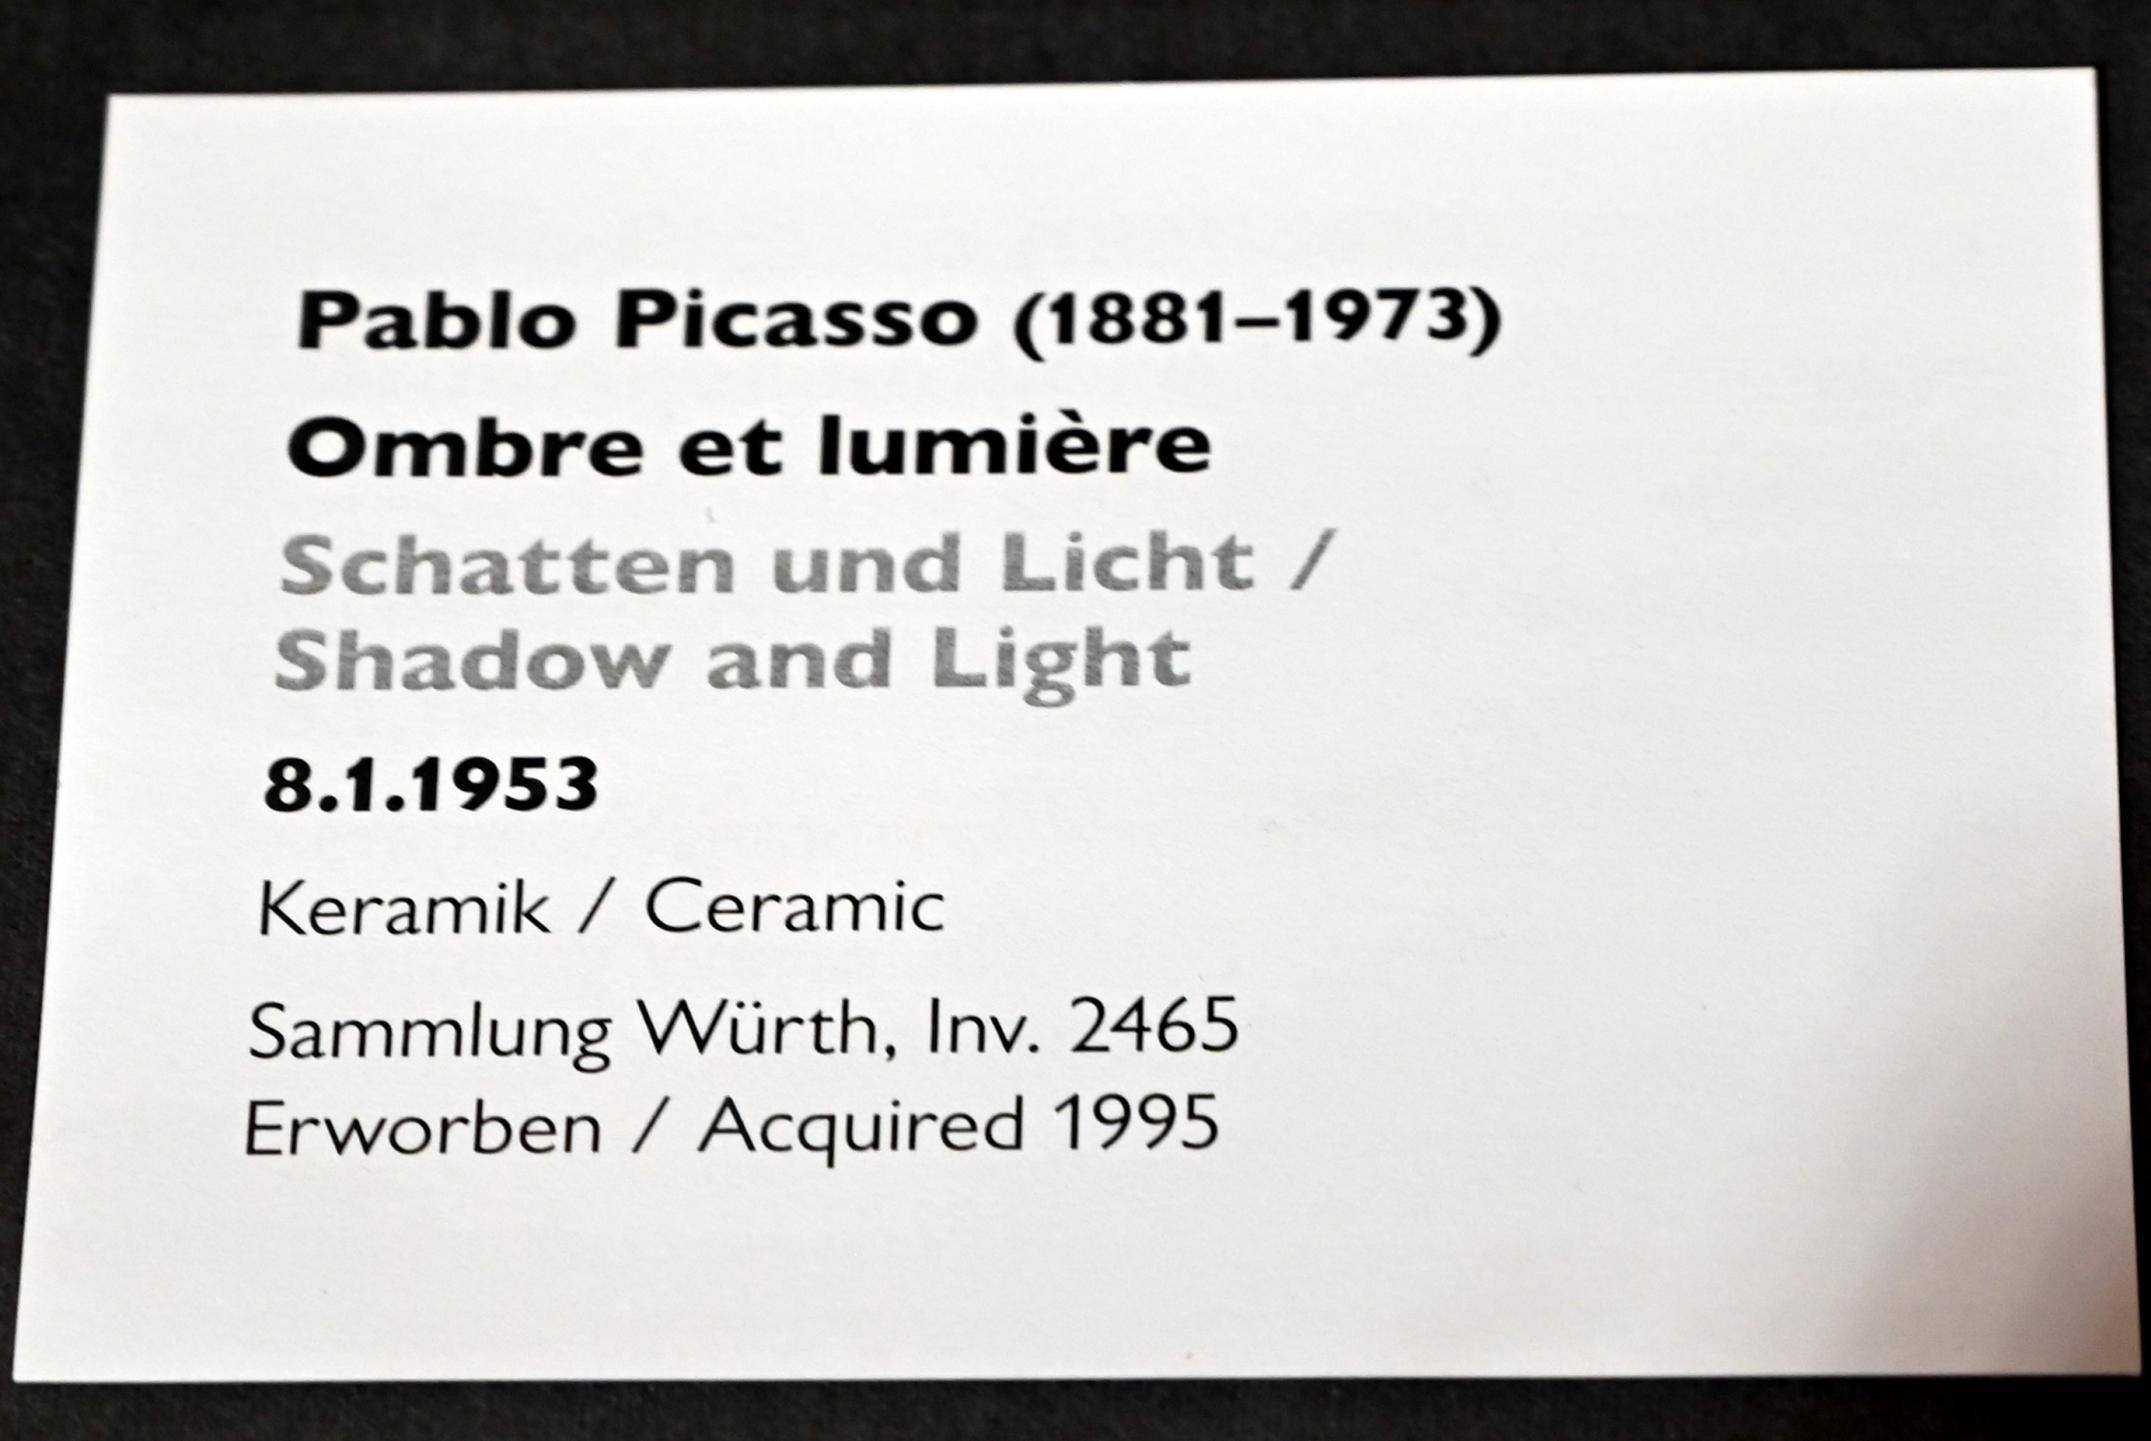 Pablo Picasso (1881–1973)
Ombre et lumière
Schatten und Licht /
Shadow and Light
8.1.1953
Keramik / Ceramic
Sammlung Würth, Inv. 2465
Erworben / Acquired 1995